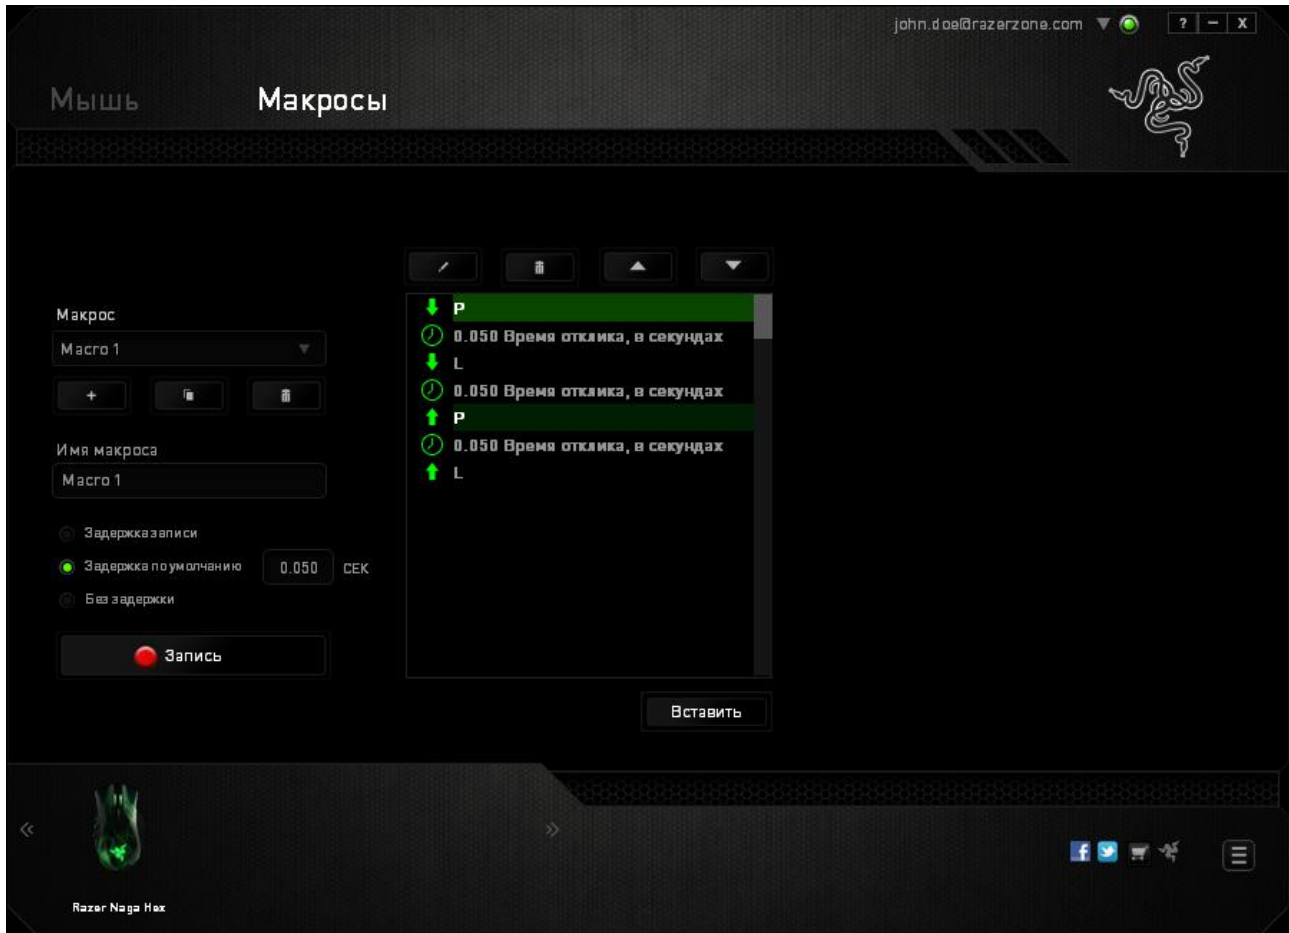 john.doe@razerzone.com
? - X
Мышь Макросы
Макрос
Macro 1
Имя макроса
Macro 1
Задержка записи
Задержка по умолчанию 0.050 СЕК
Без задержки
Запись
P
0.050 Время отклика, в секундах
L
0.050 Время отклика, в секундах
P
0.050 Время отклика, в секундах
L
Вставить
Razer Naga Hex